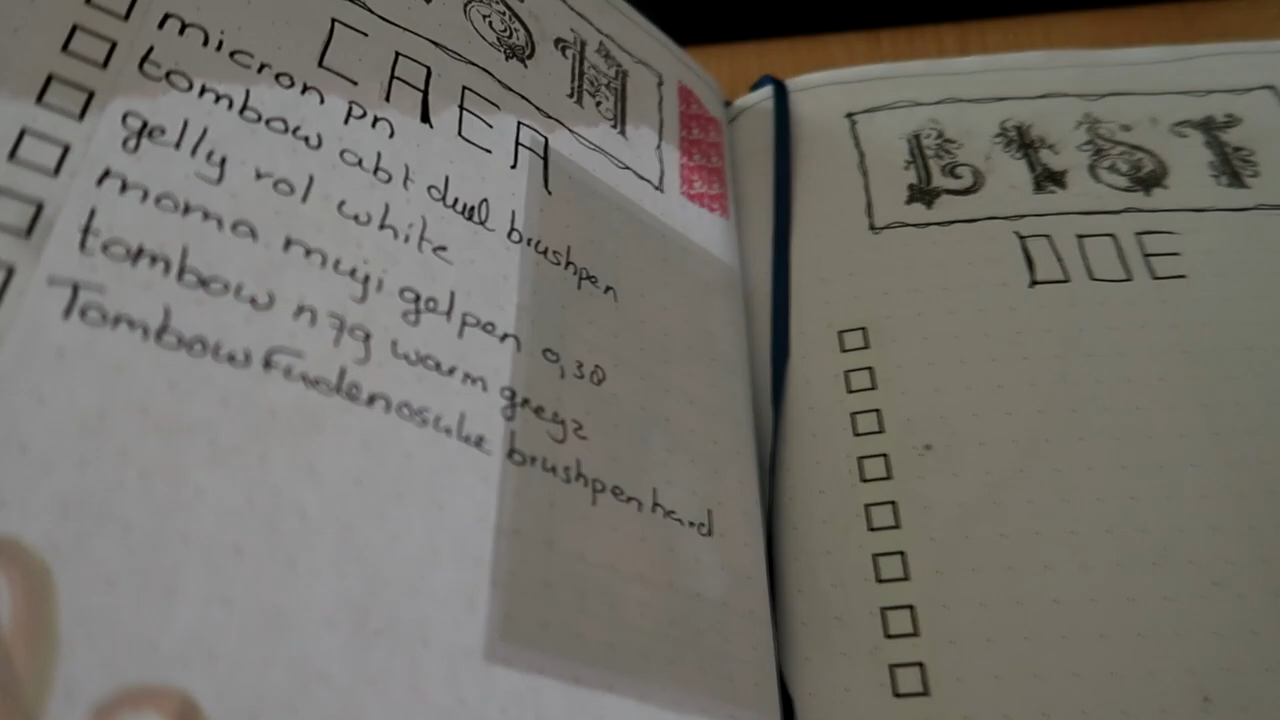 SH
CAEA
micron pn
tombow abt dual brushpen
gelly rol white
moma muji gelpen 0,38
tombow n79 warm grey2
Tombow Fudenosuke brushpen hard
LIST
DOE